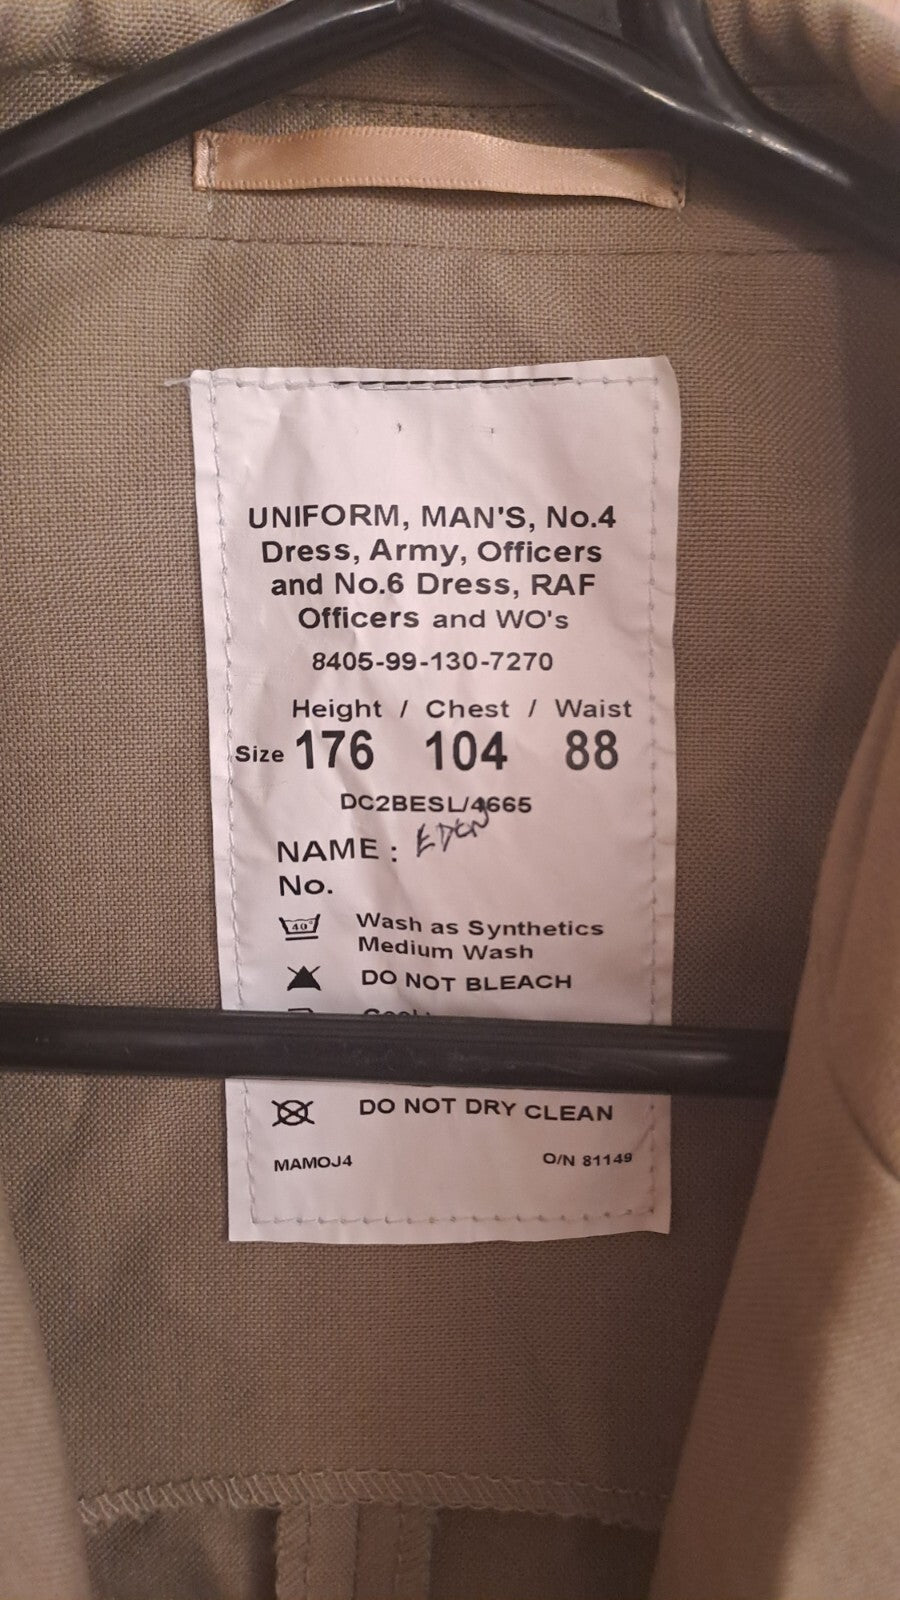 UNIFORM, MAN'S, No.4
Dress, Army, Officers
and No.6 Dress, RAF
Officers and WO's
8405-99-130-7270
Height / Chest / Waist
Size 176 104 88
DC2BESL/4665
NAME :
No.
40°
Wash as Synthetics
Medium Wash
DO NOT BLEACH
DO NOT DRY CLEAN
MAMOJ4
O/N 81149